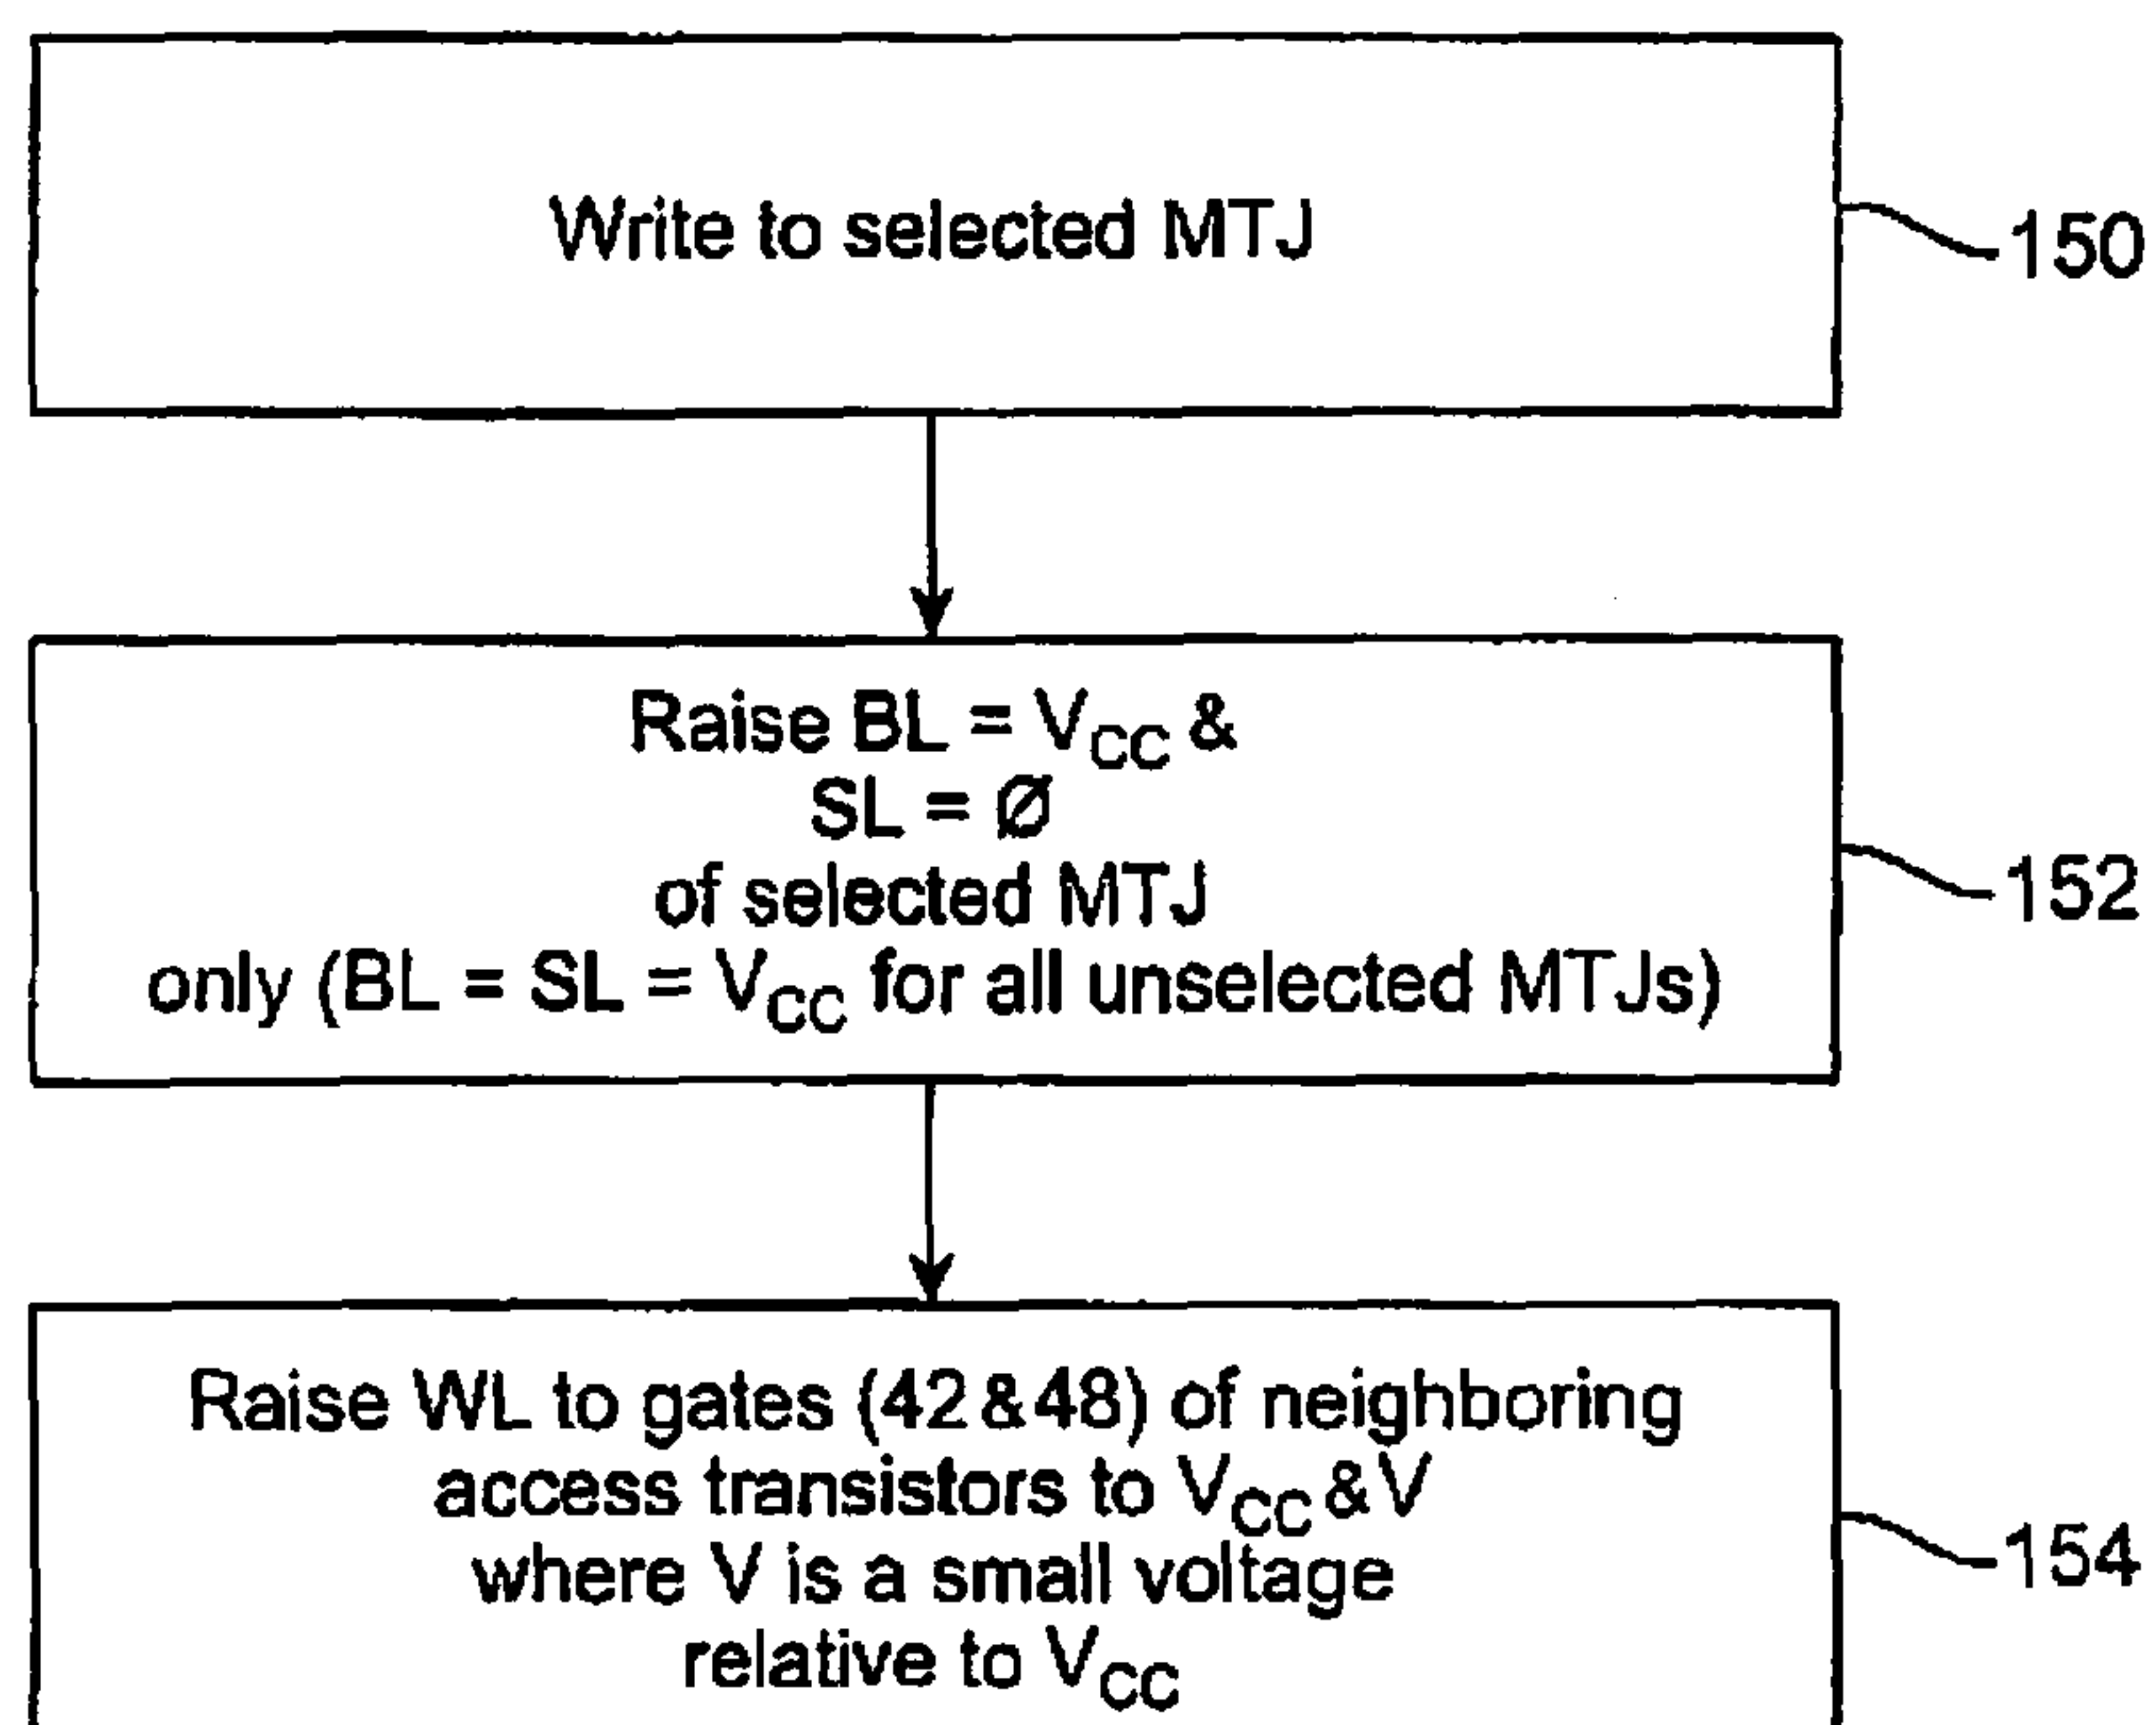 Write to selected MTJ
150
Raise BL = VCC &
SL = Ø
of selected MTJ
only (BL = SL = VCC for all unselected MTJs)
152
Raise WL to gates (42&48) of neighboring
access transistors to VCC&V
where V is a small voltage
relative to VCC
154